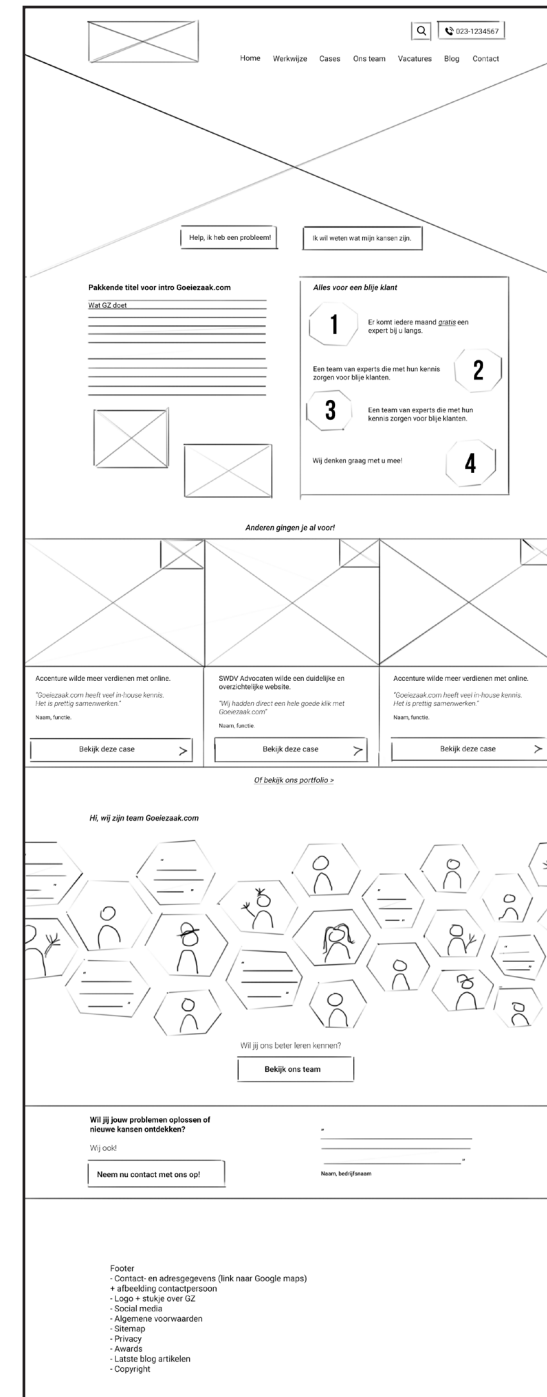 023-1234567
Home Werkwijze Cases Ons team Vacatures Blog Contact
Help, ik heb een probleem!
Ik wil weten wat mijn kansen zijn.
Pakkende titel voor intro Goeiezaak.com
Wat GZ doet
Alles voor een blije klant
1
Er komt iedere maand gratis een
expert bij u langs.
Een team van experts die met hun kennis
zorgen voor blije klanten.
2
3
Een team van experts die met hun
kennis zorgen voor blije klanten.
Wij denken graag met u mee!
4
Anderen gingen je al voor!
Accenture wilde meer verdienen met online.
"Goeiezaak.com heeft veel in-house kennis.
Het is prettig samenwerken."
Naam, functie.
Bekijk deze case >
SWDV Advocaten wilde een duidelijke en
overzichtelijke website.
"Wij hadden direct een hele goede klik met
Goeiezaak.com"
Naam, functie.
Bekijk deze case >
Accenture wilde meer verdienen met online.
"Goeiezaak.com heeft veel in-house kennis.
Het is prettig samenwerken."
Naam, functie.
Bekijk deze case >
Of bekijk ons portfolio >
Hi, wij zijn team Goeiezaak.com
Wil jij ons beter leren kennen?
Bekijk ons team
Wil jij jouw problemen oplossen of
nieuwe kansen ontdekken?
Wij ook!
Neem nu contact met ons op!
"
"
Naam, bedrijfsnaam
Footer
- Contact- en adresgegevens (link naar Google maps)
+ afbeelding contactpersoon
- Logo + stukje over GZ
- Social media
- Algemene voorwaarden
- Sitemap
- Privacy
- Awards
- Latste blog artikelen
- Copyright